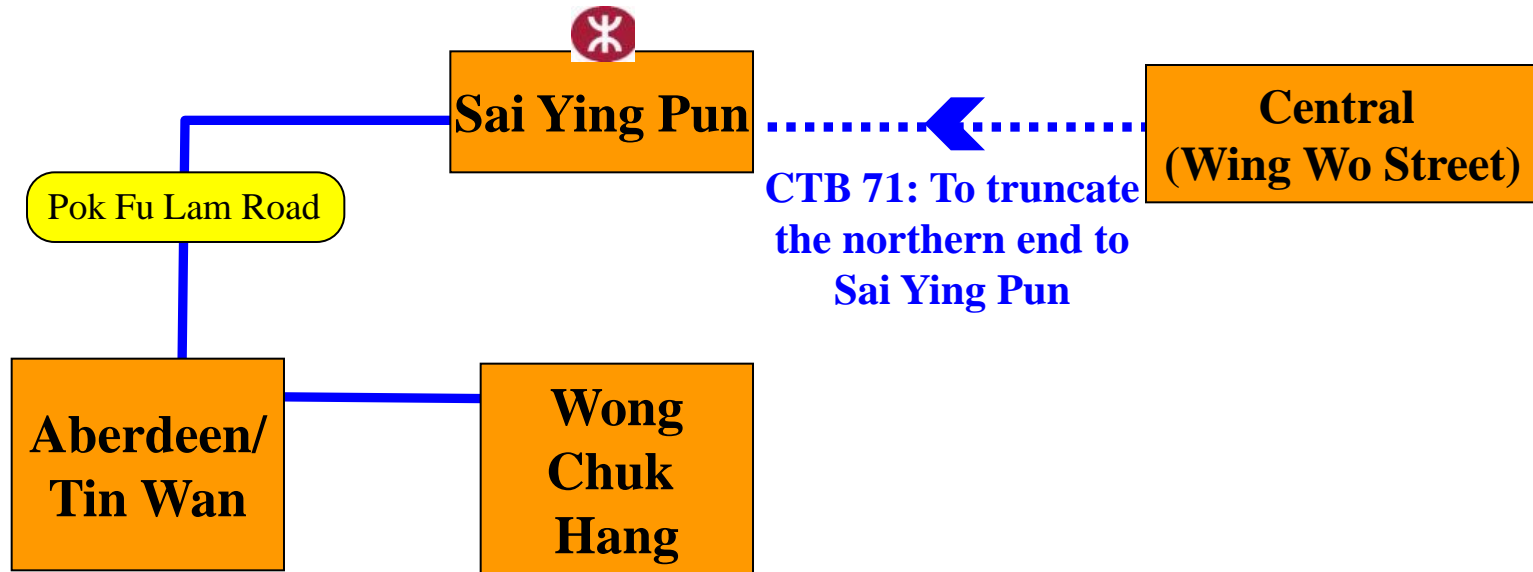 Sai Ying Pun
Central
(Wing Wo Street)
CTB 71: To truncate
the northern end to
Sai Ying Pun
Pok Fu Lam Road
Aberdeen/
Tin Wan
Wong
Chuk
Hang